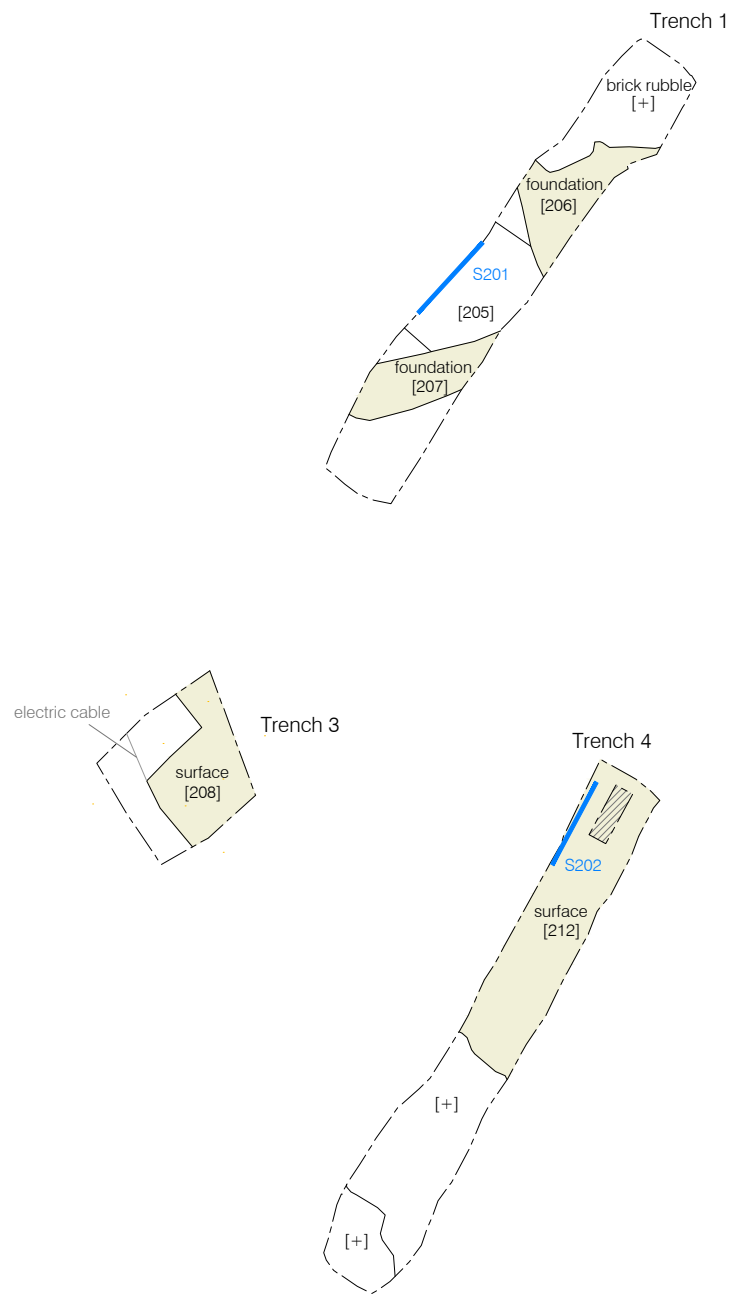 Trench 1
brick rubble
[+]
foundation
[206]
S201
[205]
foundation
[207]
electric cable
Trench 3
surface
[208]
Trench 4
S202
surface
[212]
[+]
[+]